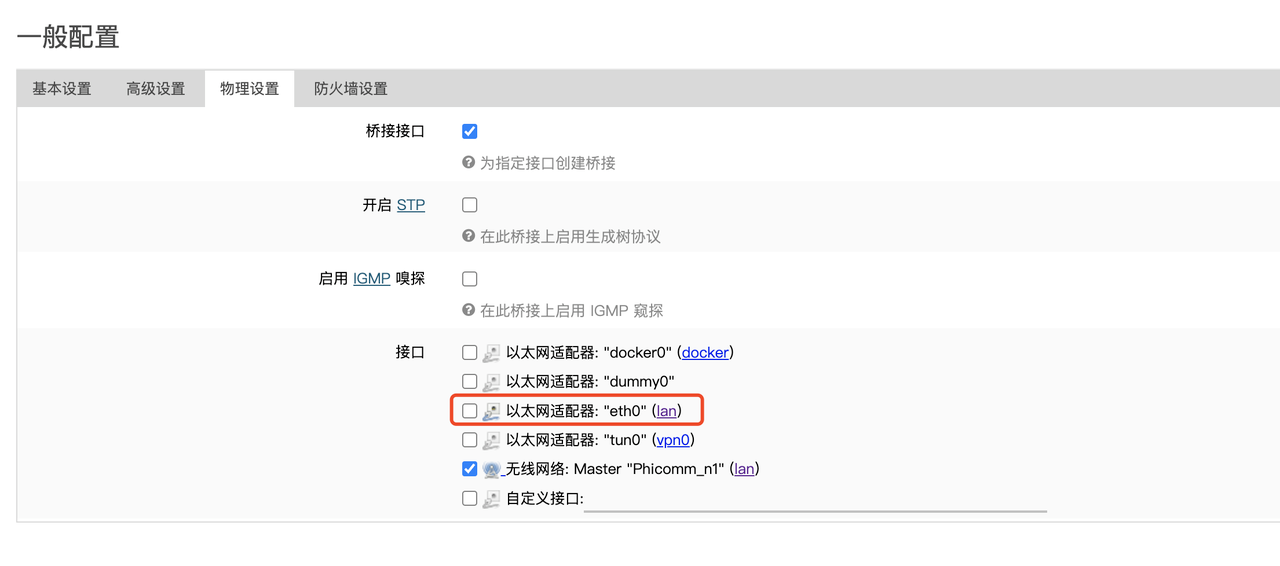 一般配置
基本设置 高级设置 物理设置 防火墙设置
桥接接口
为指定接口创建桥接
开启 STP
在此桥接上启用生成树协议
启用 IGMP 嗅探
在此桥接上启用 IGMP 窥探
接口
以太网适配器: "docker0" (docker)
以太网适配器: "dummy0"
以太网适配器: "eth0" (lan)
以太网适配器: "tun0" (vpn0)
无线网络: Master "Phicomm_n1" (lan)
自定义接口: